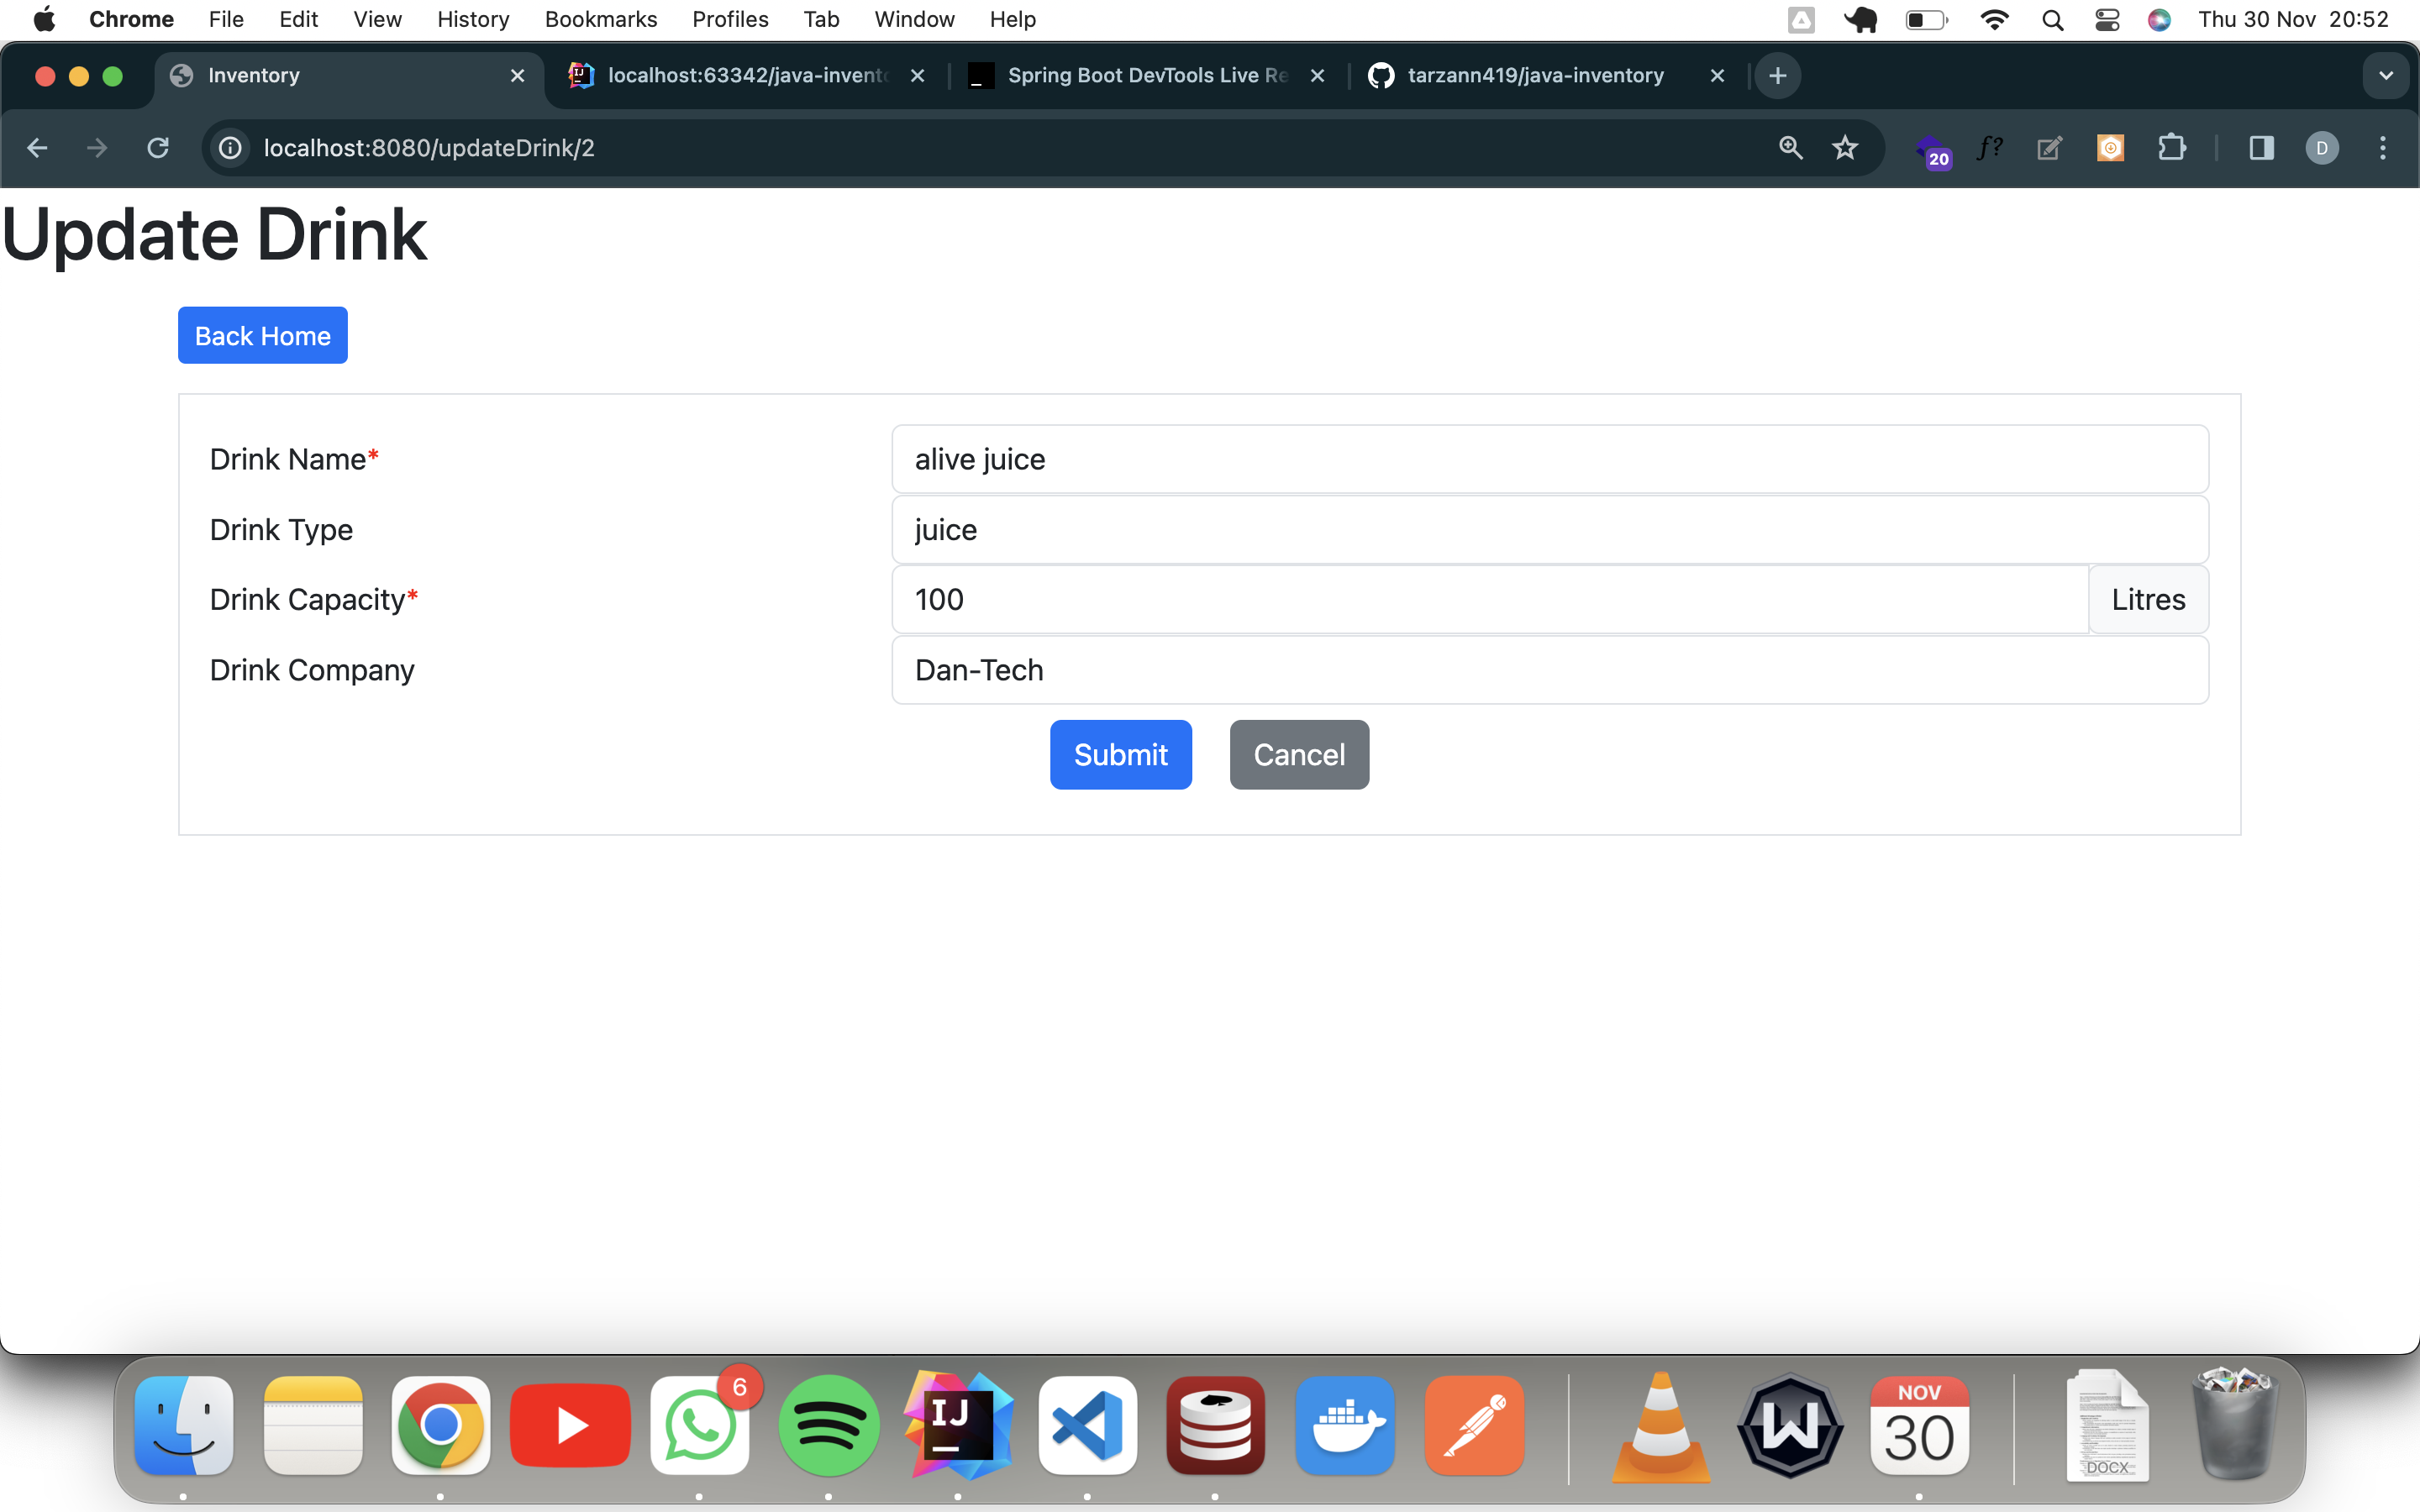 Chrome File Edit View History Bookmarks Profiles Tab Window Help Thu 30 Nov 20:52
Inventory localhost:63342/java-invent Spring Boot DevTools Live Re tarzann419/java-inventory
localhost:8080/updateDrink/2 20 f? D
Update Drink
Back Home
Drink Name* alive juice
Drink Type juice
Drink Capacity* 100 Litres
Drink Company Dan-Tech
Submit Cancel
6 IJ W NOV 30 DOCX